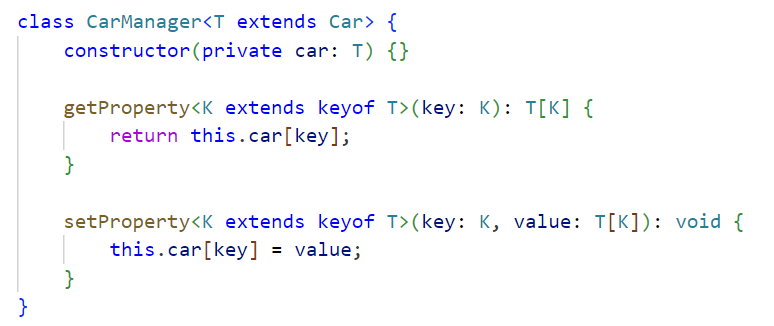 class CarManager<T extends Car> {
    constructor(private car: T) {}

    getProperty<K extends keyof T>(key: K): T[K] {
        return this.car[key];
    }

    setProperty<K extends keyof T>(key: K, value: T[K]): void {
        this.car[key] = value;
    }
}